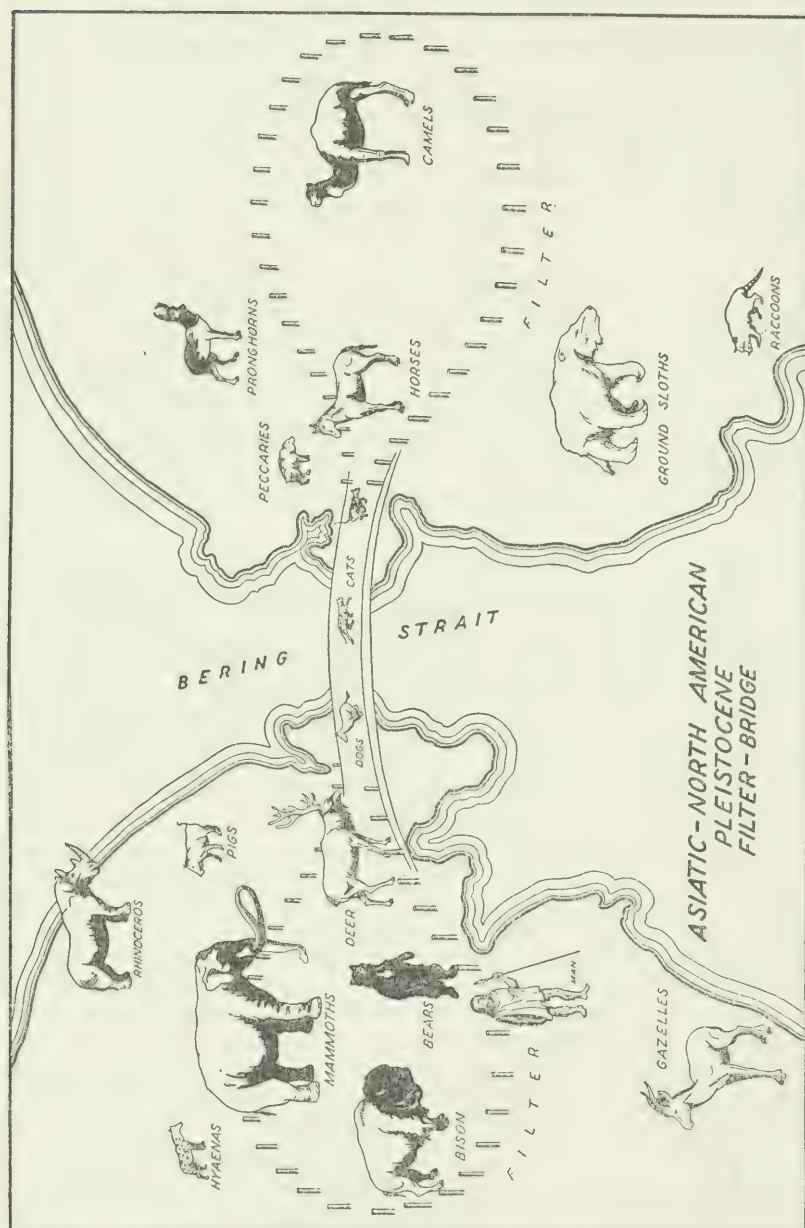 HYAENAS
RHINOCEROS
MAMMOTHS
PIGS
BISON
BEARS
DEER
DOGS
CATS
PECCARIES
PRONGHORNS
HORSES
CAMELS
BERING
STRAIT
FILTER
MAN
FILTER
GAZELLES
GROUND SLOTHS
RACCOONS
ASIATIC-NORTH AMERICAN
PLEISTOCENE
FILTER-BRIDGE